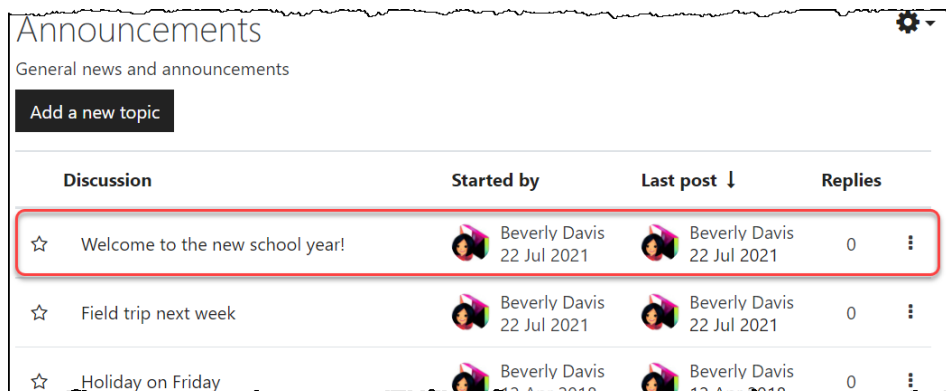 Announcements
General news and announcements
Add a new topic
Discussion Started by Last post ↓ Replies
Welcome to the new school year! Beverly Davis Beverly Davis 0
22 Jul 2021 22 Jul 2021
Field trip next week Beverly Davis Beverly Davis 0
22 Jul 2021 22 Jul 2021
Holiday on Friday Beverly Davis Beverly Davis 0